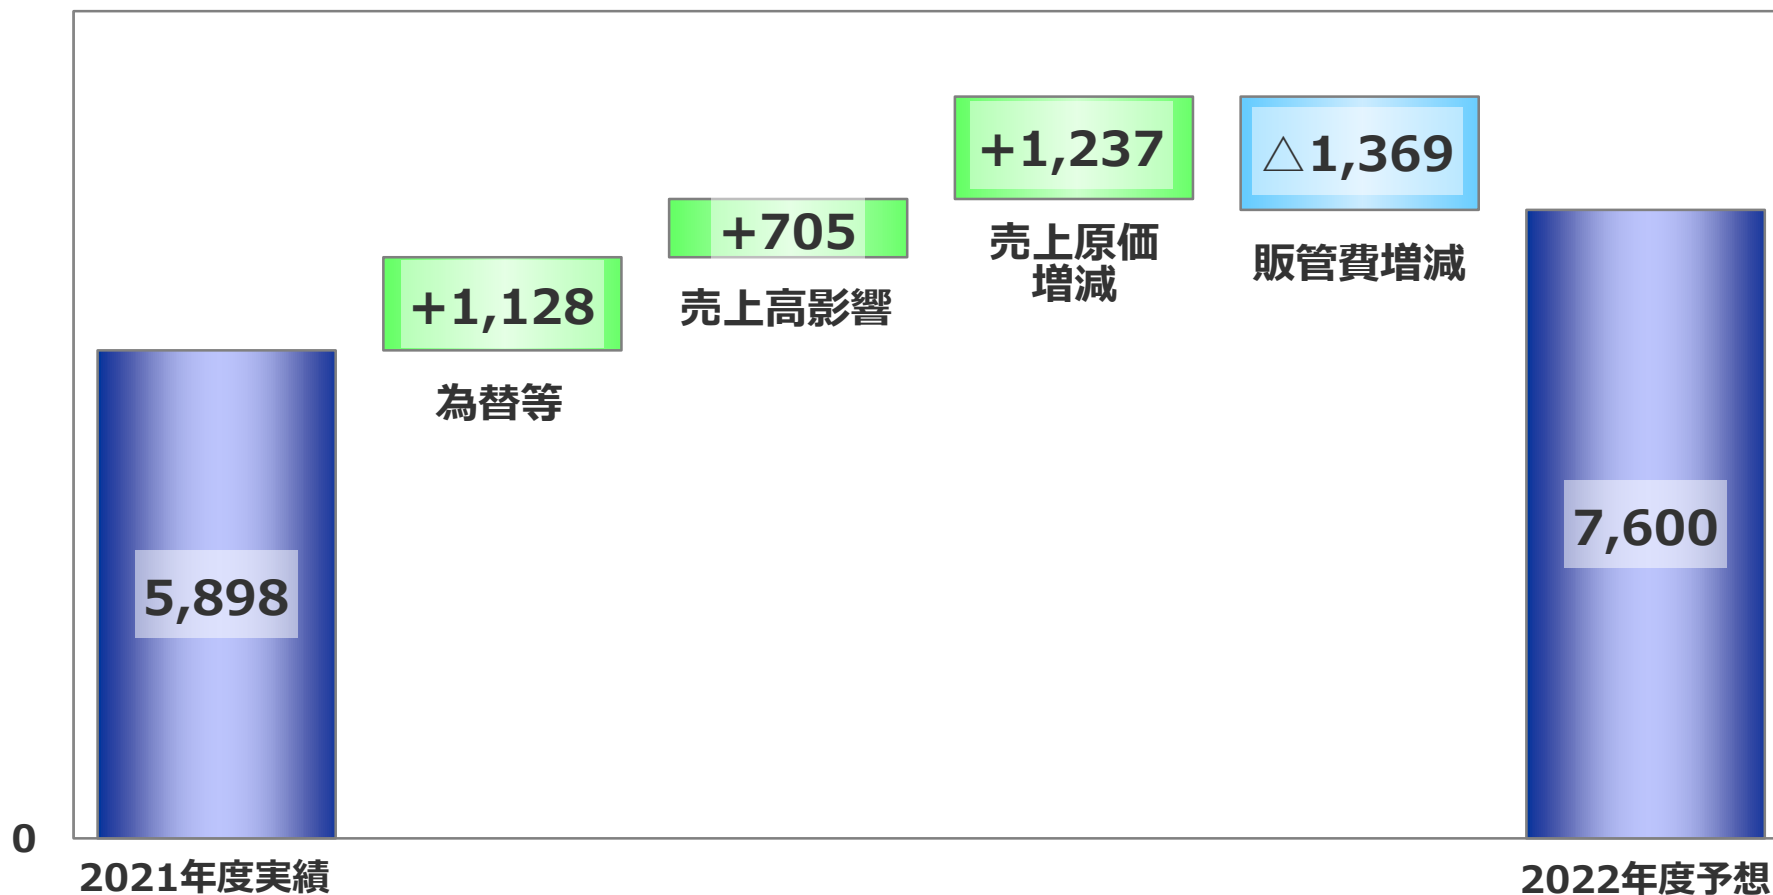 +1,237
△1,369
+705
売上原価
増減
販管費増減
+1,128
売上高影響
為替等
7,600
5,898
0
2021年度実績
2022年度予想